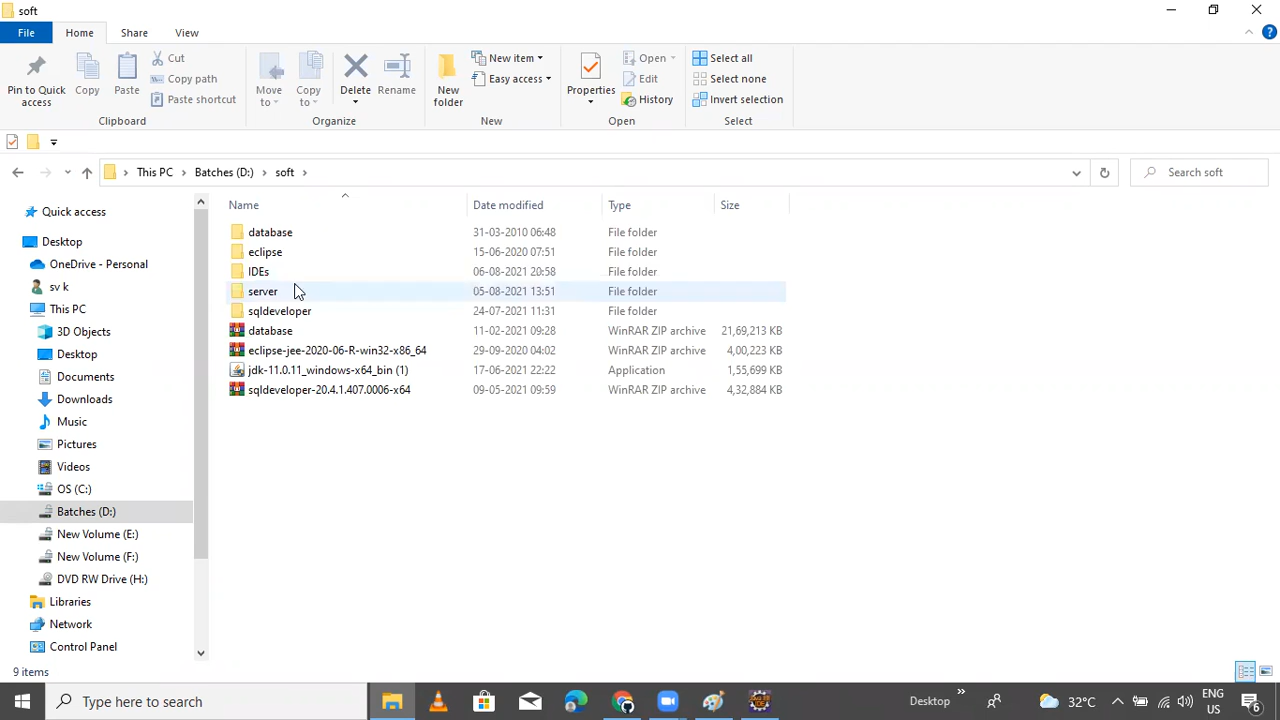 soft
File Home Share View
Pin to Quick access
Copy
Paste
Cut
Copy path
Paste shortcut
Clipboard
Move to
Copy to
Delete
Rename
Organize
New folder
New item
Easy access
New
Properties
Open
Edit
History
Open
Select all
Select none
Invert selection
Select
This PC > Batches (D:) > soft >
Search soft
Name Date modified Type Size
database 31-03-2010 06:48 File folder
eclipse 15-06-2020 07:51 File folder
IDEs 06-08-2021 20:58 File folder
server 05-08-2021 13:51 File folder
sqldeveloper 24-07-2021 11:31 File folder
database 11-02-2021 09:28 WinRAR ZIP archive 21,69,213 KB
eclipse-jee-2020-06-R-win32-x86_64 29-09-2020 04:02 WinRAR ZIP archive 4,00,223 KB
jdk-11.0.11_windows-x64_bin (1) 17-06-2021 22:22 Application 1,55,699 KB
sqldeveloper-20.4.1.407.0006-x64 09-05-2021 09:59 WinRAR ZIP archive 4,32,884 KB
Quick access
Desktop
OneDrive - Personal
sv k
This PC
3D Objects
Desktop
Documents
Downloads
Music
Pictures
Videos
OS (C:)
Batches (D:)
New Volume (E:)
New Volume (F:)
DVD RW Drive (H:)
Libraries
Network
Control Panel
9 items
Type here to search
Desktop
32°C
ENG
US
6